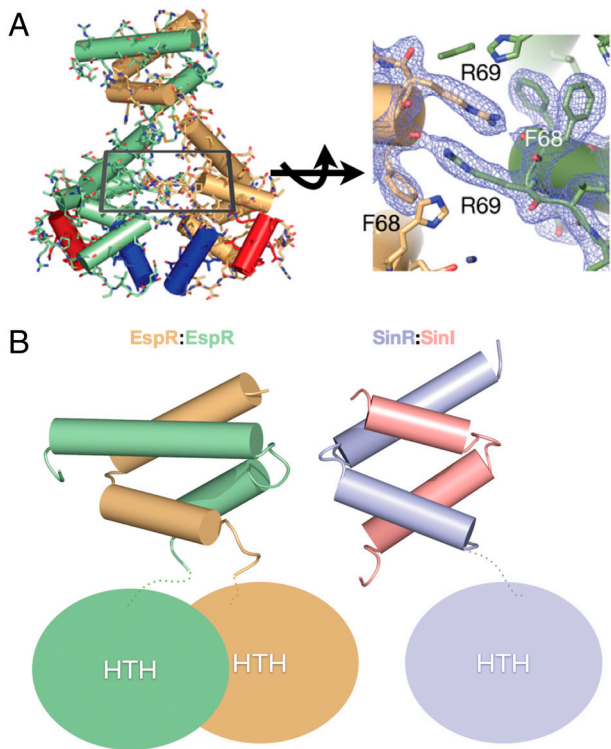 A
R69
F68
R69
F68
B
EspR:EspR
SinR:SinI
HTH
HTH
HTH